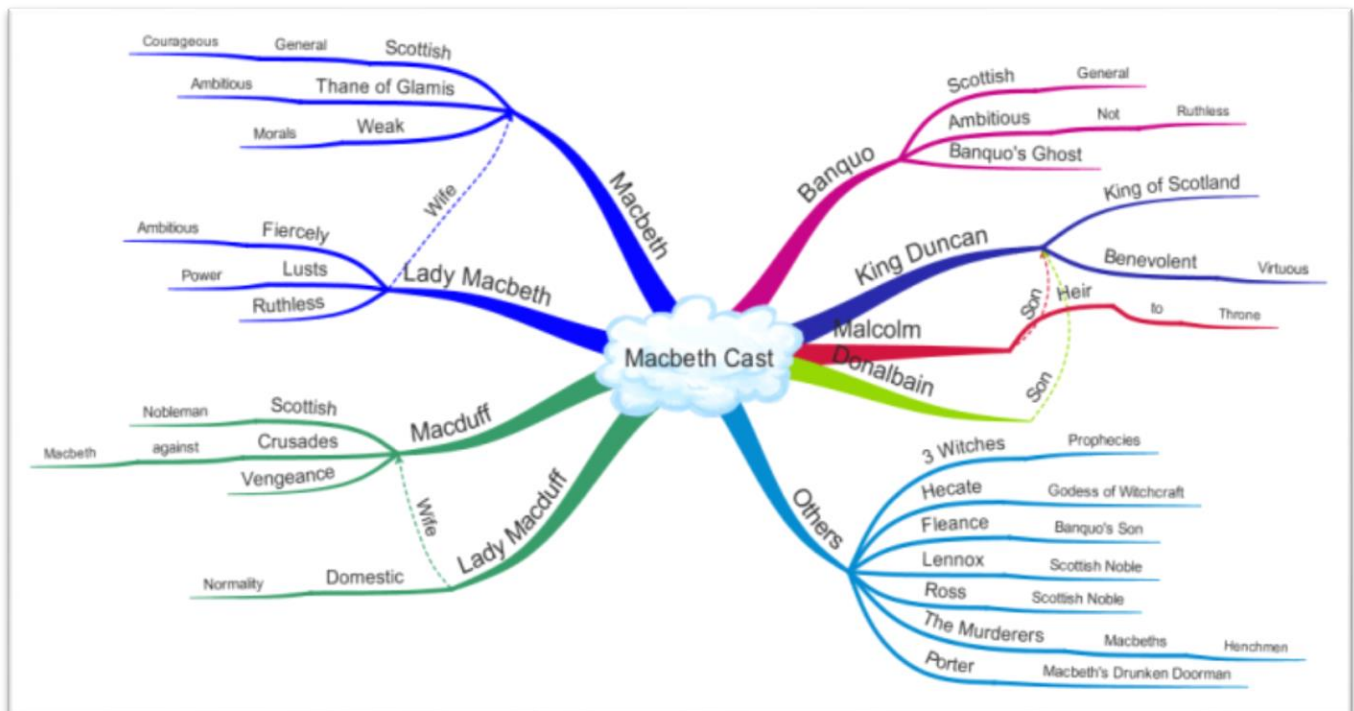 Macbeth Cast
Macbeth
Scottish
General
Courageous
Thane of Glamis
Ambitious
Weak
Morals
Wife
Lady Macbeth
Fiercely
Ambitious
Lusts
Power
Ruthless
Macduff
Scottish
Nobleman
Crusades
against
Macbeth
Vengeance
Wife
Lady Macduff
Domestic
Normality
Banquo
Scottish
General
Ambitious
Not
Ruthless
Banquo's Ghost
King Duncan
King of Scotland
Benevolent
Virtuous
Malcolm
Son
Heir
to
Throne
Donalbain
Son
Others
3 Witches
Prophecies
Hecate
Godess of Witchcraft
Fleance
Banquo's Son
Lennox
Scottish Noble
Ross
Scottish Noble
The Murderers
Macbeths
Henchmen
Porter
Macbeth's Drunken Doorman